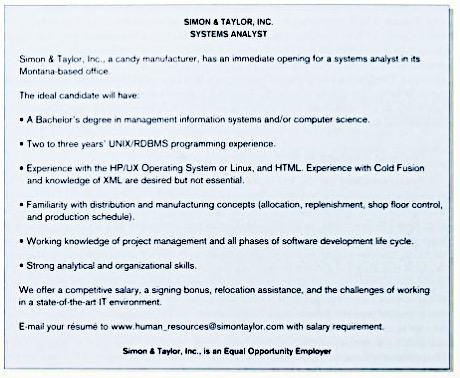 SIMON & TAYLOR, INC.
SYSTEMS ANALYST
Simon & Taylor, Inc., a candy manufacturer, has an immediate opening for a systems analyst in its
Montana-based office.
The ideal candidate will have:
• A Bachelor's degree in management information systems and/or computer science.
• Two to three years' UNIX/RDBMS programming experience.
• Experience with the HP/UX Operating System or Linux, and HTML. Experience with Cold Fusion
and knowledge of XML are desired but not essential.
• Familiarity with distribution and manufacturing concepts (allocation, replenishment, shop floor control,
and production schedule).
• Working knowledge of project management and all phases of software development life cycle.
• Strong analytical and organizational skills.
We offer a competitive salary, a signing bonus, relocation assistance, and the challenges of working
in a state-of-the-art IT environment.
E-mail your résumé to www.human_resources@simontaylor.com with salary requirement.
Simon & Taylor, Inc., is an Equal Opportunity Employer